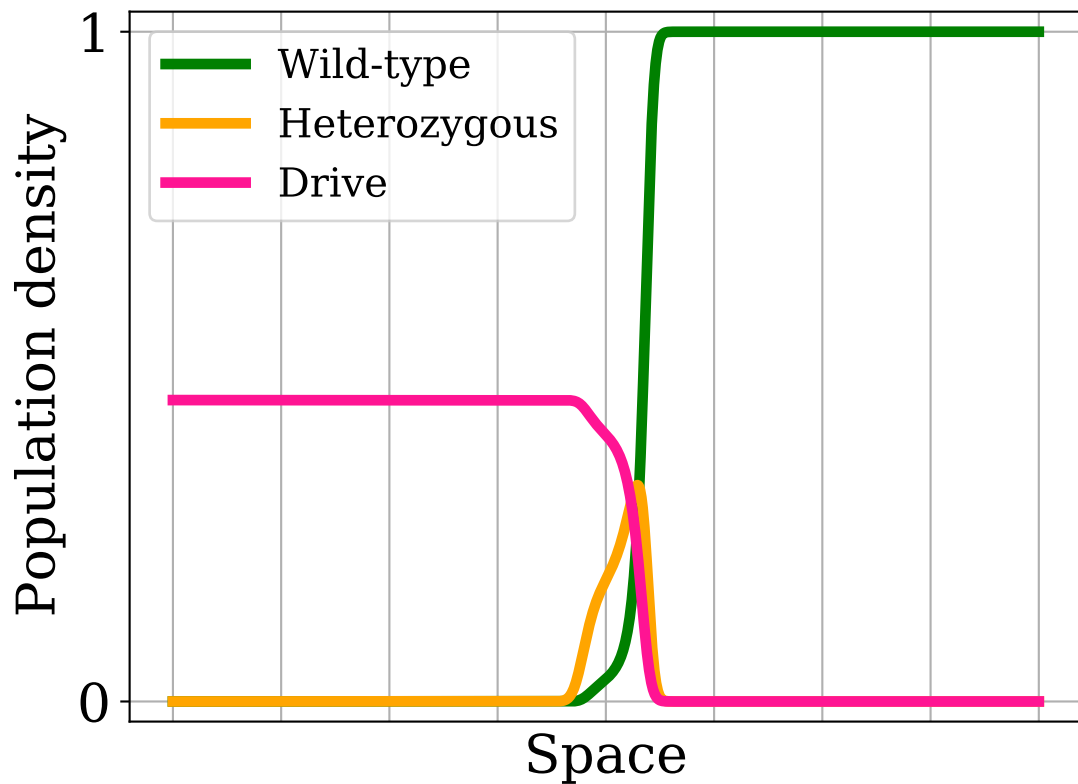 1
Wild-type
Heterozygous
Drive
Population density
0
Space